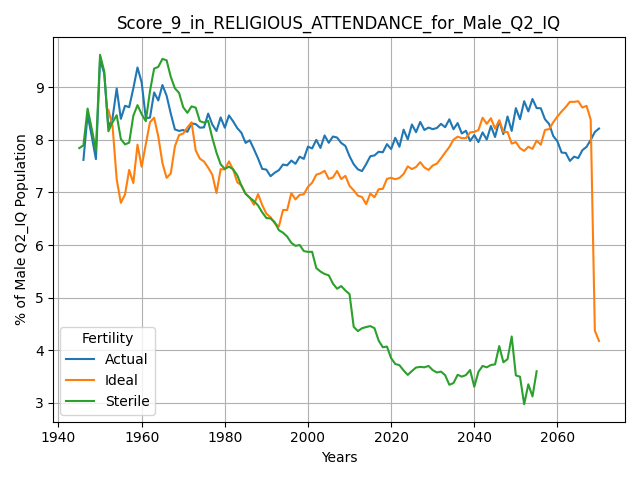 Score_9_in_RELIGIOUS_ATTENDANCE_for_Male_Q2_IQ
% of Male Q2_IQ Population
9
8
7
6
5
4
3
Fertility
Actual
Ideal
Sterile
1940 1960 1980 2000 2020 2040 2060
Years